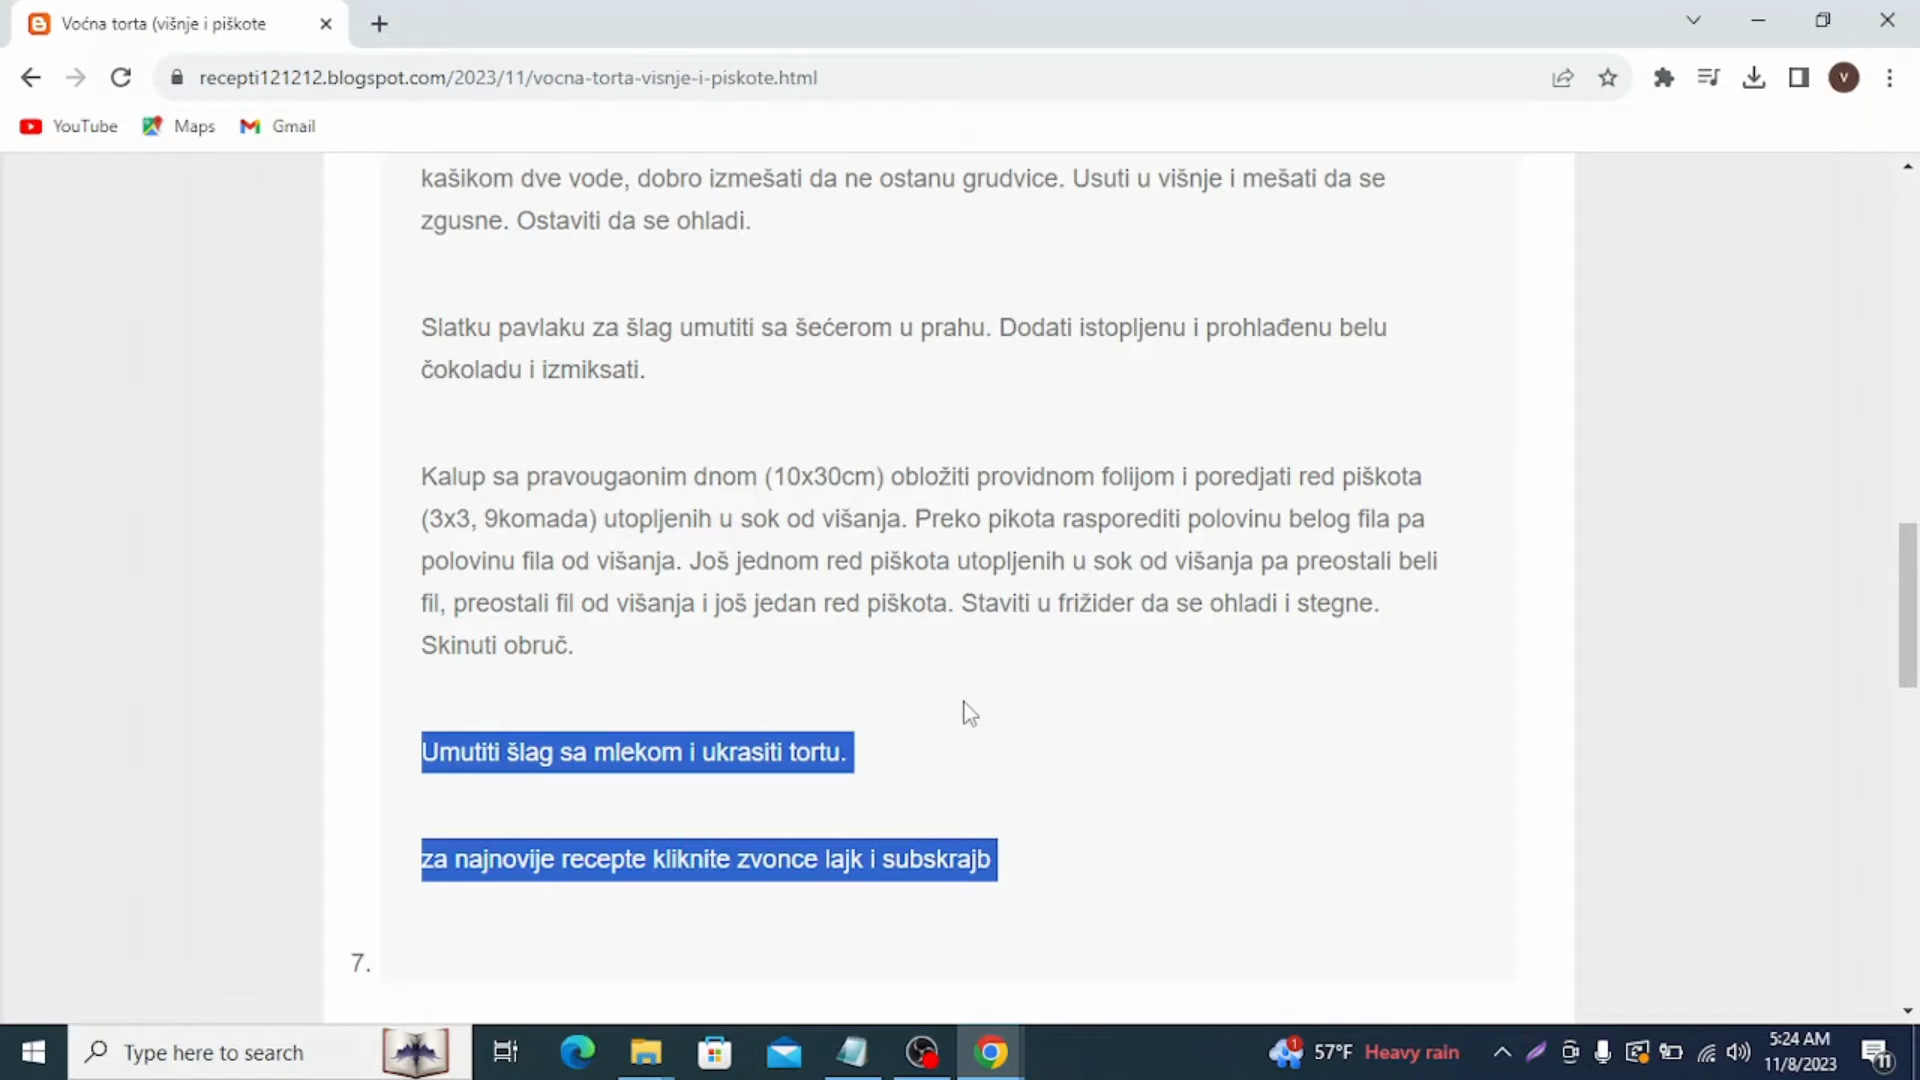 Voćna torta (višnje i piškote
recepti121212.blogspot.com/2023/11/vocna-torta-visnje-i-piskote.html
V
YouTube
Maps
Gmail
kašikom dve vode, dobro izmešati da ne ostanu grudvice. Usuti u višnje i mešati da se
zgusne. Ostaviti da se ohladi.
Slatku pavlaku za šlag umutiti sa šećerom u prahu. Dodati istopljenu i prohlađenu belu
čokoladu i izmiksati.
Kalup sa pravougaonim dnom (10x30cm) obložiti providnom folijom i poredjati red piškota
(3x3, 9komada) utopljenih u sok od višanja. Preko pikota rasporediti polovinu belog fila pa
polovinu fila od višanja. Još jednom red piškota utopljenih u sok od višanja pa preostali beli
fil, preostali fil od višanja i još jedan red piškota. Staviti u frižider da se ohladi i stegne.
Skinuti obruč.
Umutiti šlag sa mlekom i ukrasiti tortu.
za najnovije recepte kliknite zvonce lajk i subskrajb
7.
Type here to search
1
57°F Heavy rain
5:24 AM
11/8/2023
11